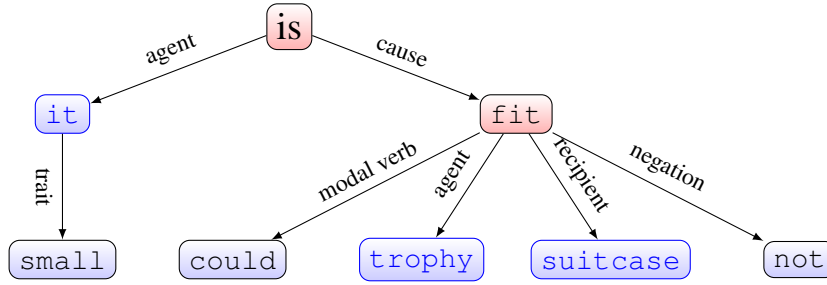 is
agent
cause
it
fit
trait
modal verb
agent
recipient
negation
small
could
trophy
suitcase
not